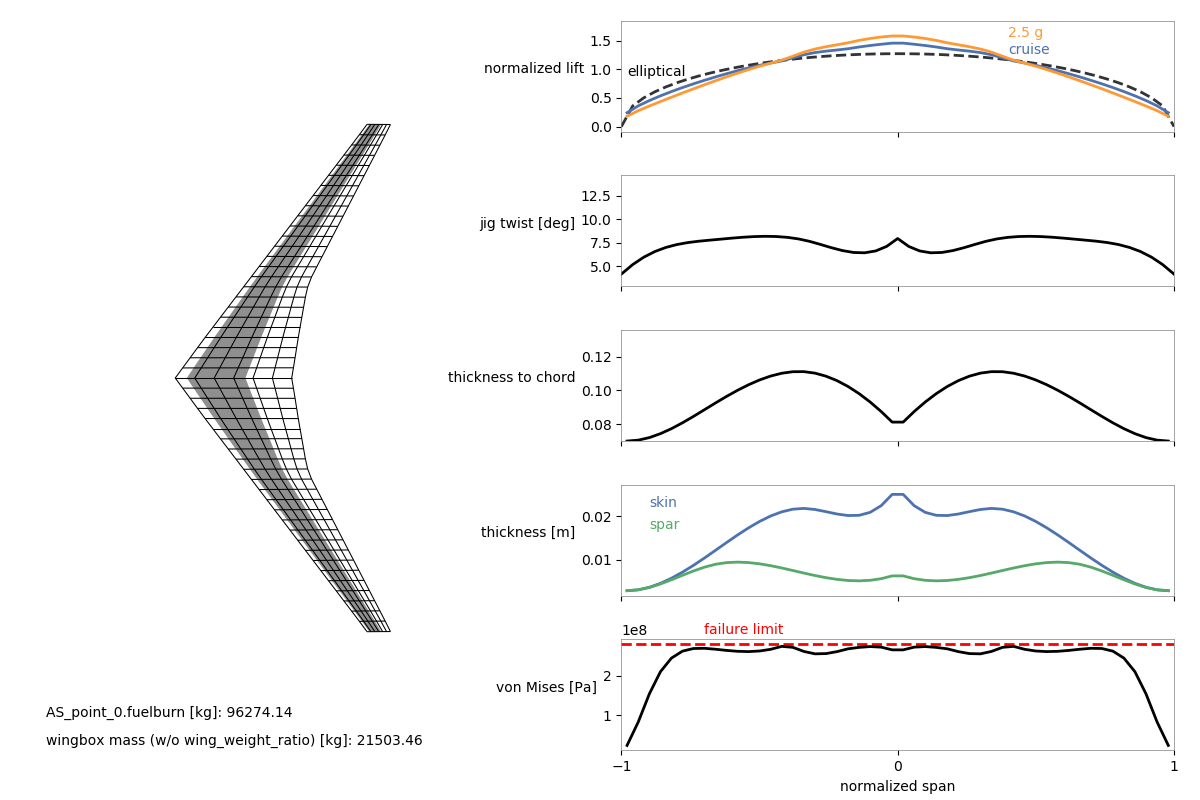 2.5 g
cruise
elliptical
normalized lift
1.5
1.0
0.5
0.0
jig twist [deg]
12.5
10.0
7.5
5.0
thickness to chord
0.12
0.10
0.08
skin
spar
thickness [m]
0.02
0.01
1e8
failure limit
von Mises [Pa]
2
1
−1
0
1
normalized span
AS_point_0.fuelburn [kg]: 96274.14
wingbox mass (w/o wing_weight_ratio) [kg]: 21503.46